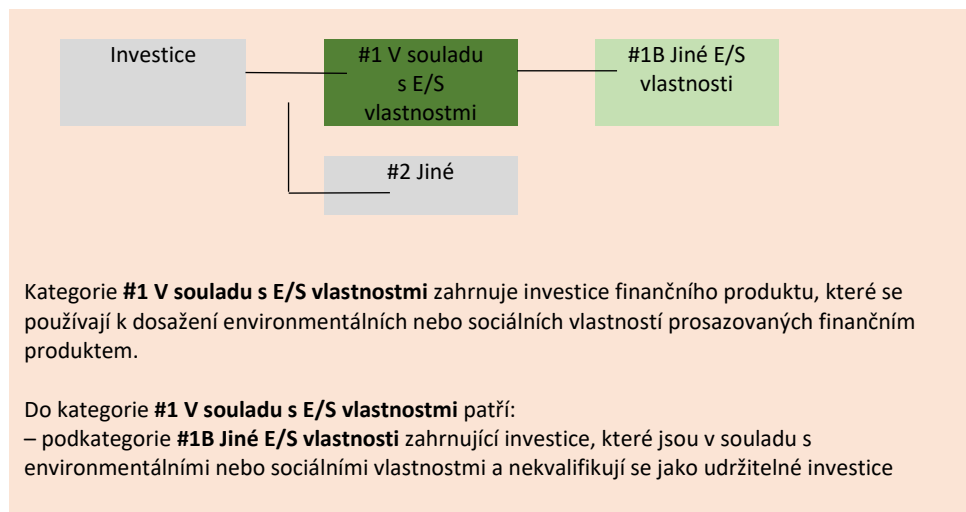 Investice
#1 V souladu
s E/S
vlastnostmi
#1B Jiné E/S
vlastnosti
#2 Jiné
Kategorie #1 V souladu s E/S vlastnostmi zahrnuje investice finančního produktu, které se
používají k dosažení environmentálních nebo sociálních vlastností prosazovaných finančním
produktem.
Do kategorie #1 V souladu s E/S vlastnostmi patří:
– podkategorie #1B Jiné E/S vlastnosti zahrnující investice, které jsou v souladu s
environmentálními nebo sociálními vlastnostmi a nekvalifikují se jako udržitelné investice